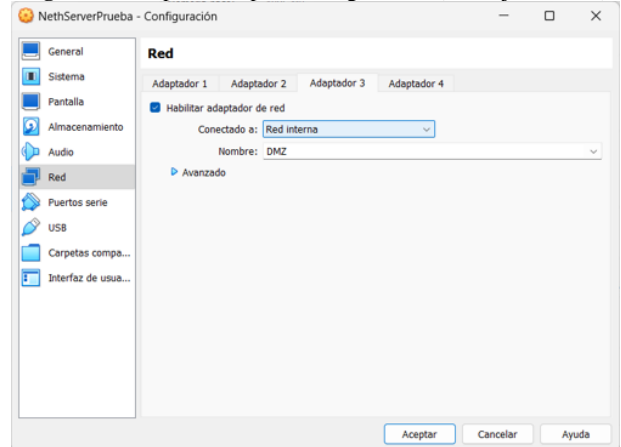 NethServerPrueba - Configuración
General
Sistema
Pantalla
Almacenamiento
Audio
Red
Puertos serie
USB
Carpetas compa...
Interfaz de usua...
Red
Adaptador 1 Adaptador 2 Adaptador 3 Adaptador 4
Habilitar adaptador de red
Conectado a: Red interna
Nombre: DMZ
Avanzado
Aceptar Cancelar Ayuda